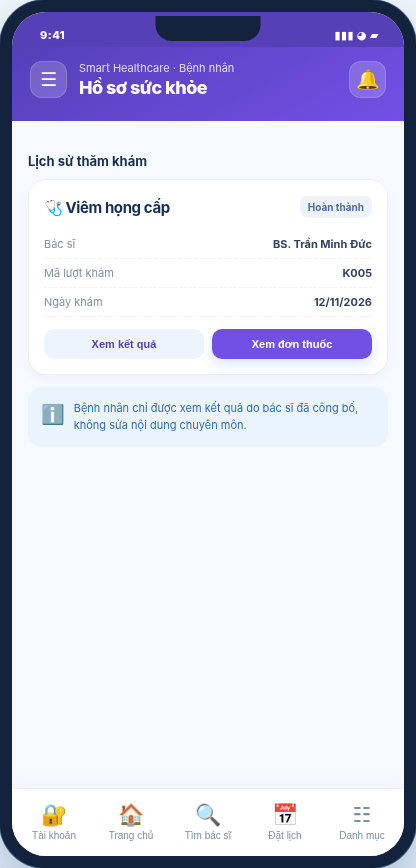 9:41
Smart Healthcare · Bệnh nhân
Hồ sơ sức khỏe
Lịch sử thăm khám
Viêm họng cấp
Hoàn thành
Bác sĩ
BS. Trần Minh Đức
Mã lượt khám
K005
Ngày khám
12/11/2026
Xem kết quả
Xem đơn thuốc
Bệnh nhân chỉ được xem kết quả do bác sĩ đã công bố,
không sửa nội dung chuyên môn.
Tài khoản
Trang chủ
Tìm bác sĩ
Đặt lịch
Danh mục